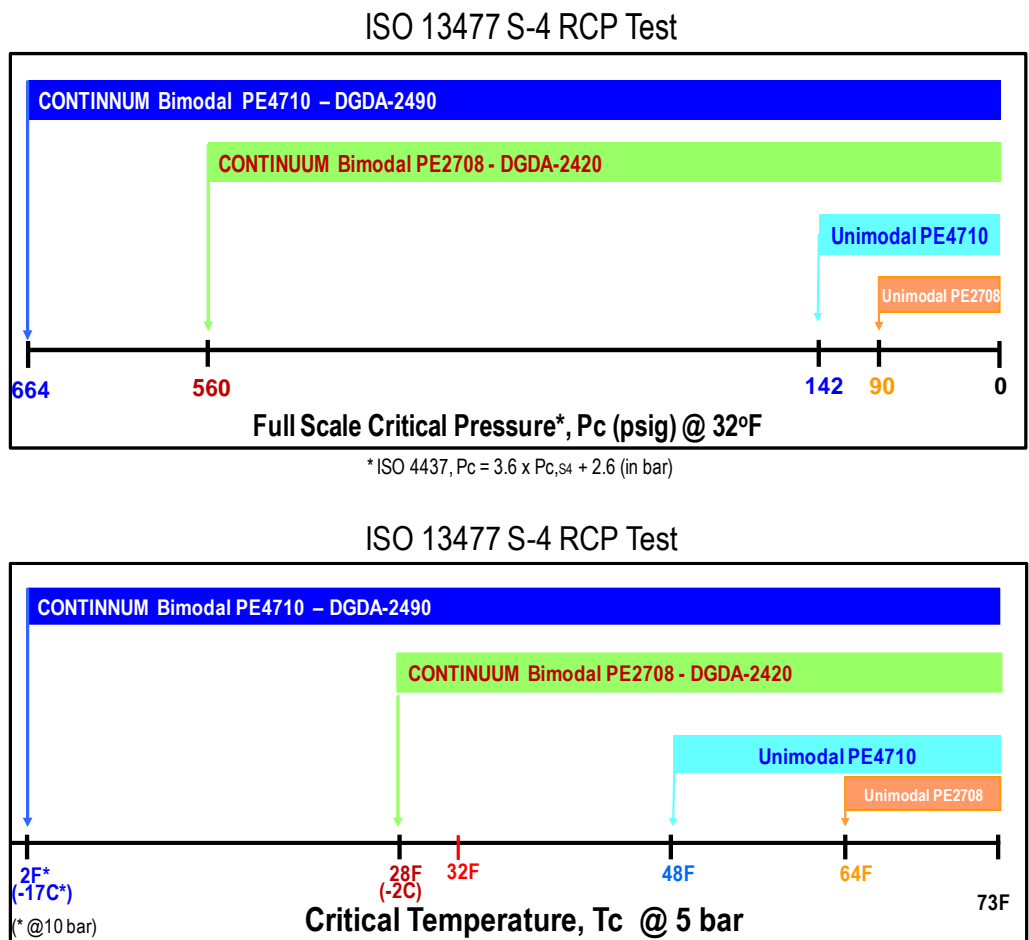 ISO 13477 S-4 RCP Test
CONTINNUM Bimodal PE4710 – DGDA-2490
CONTINUUM Bimodal PE2708 - DGDA-2420
Unimodal PE4710
Unimodal PE2708
664 560 142 90 0
Full Scale Critical Pressure*, Pc (psig) @ 32ºF
* ISO 4437, Pc = 3.6 x Pc,s4 + 2.6 (in bar)
ISO 13477 S-4 RCP Test
CONTINNUM Bimodal PE4710 – DGDA-2490
CONTINUUM Bimodal PE2708 - DGDA-2420
Unimodal PE4710
Unimodal PE2708
2F* 28F 32F 48F 64F
(-17C*) (-2C) 73F
(* @10 bar) Critical Temperature, Tc @ 5 bar